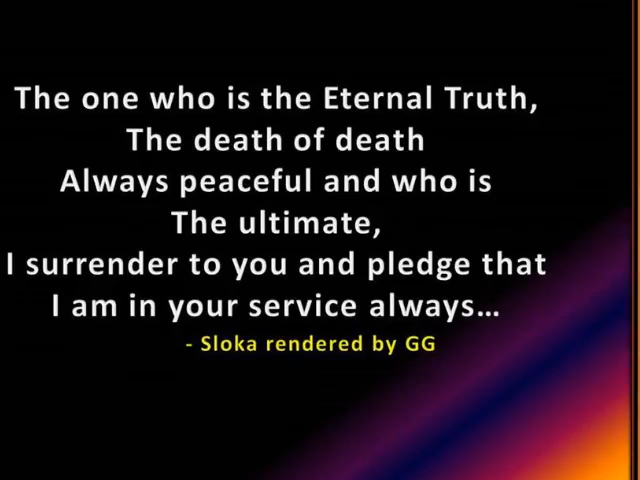 The one who is the Eternal Truth,
The death of death
Always peaceful and who is
The ultimate,
I surrender to you and pledge that
I am in your service always…
- Sloka rendered by GG